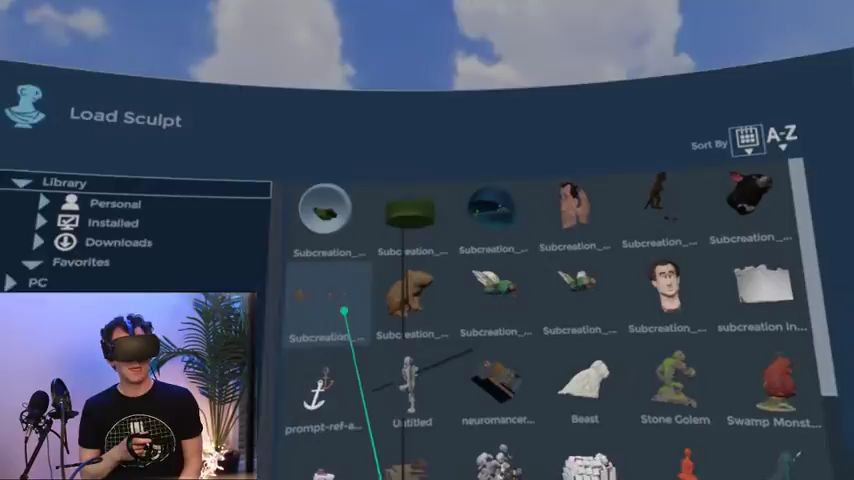 Load Sculpt
Sort By A-Z
Library
Personal
Installed
Downloads
Favorites
PC
Subcreation_... Subcreation_... Subcreation_... Subcreation_... Subcreation_... Subcreation_...
Subcreation_... Subcreation_... Subcreation_... Subcreation_... Subcreation_... subcreation In...
prompt-ref-a... Untitled neuromancer... Beast Stone Golem Swamp Monst...